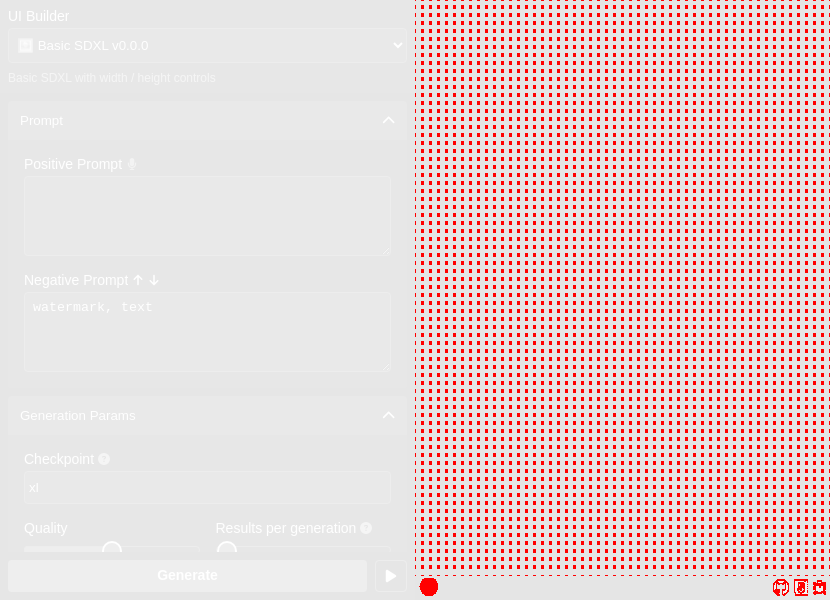 UI Builder
Basic SDXL v0.0.0
Basic SDXL with width / height controls
Prompt
Positive Prompt
Negative Prompt
watermark, text
Generation Params
Checkpoint
xl
Quality
Results per generation
Generate